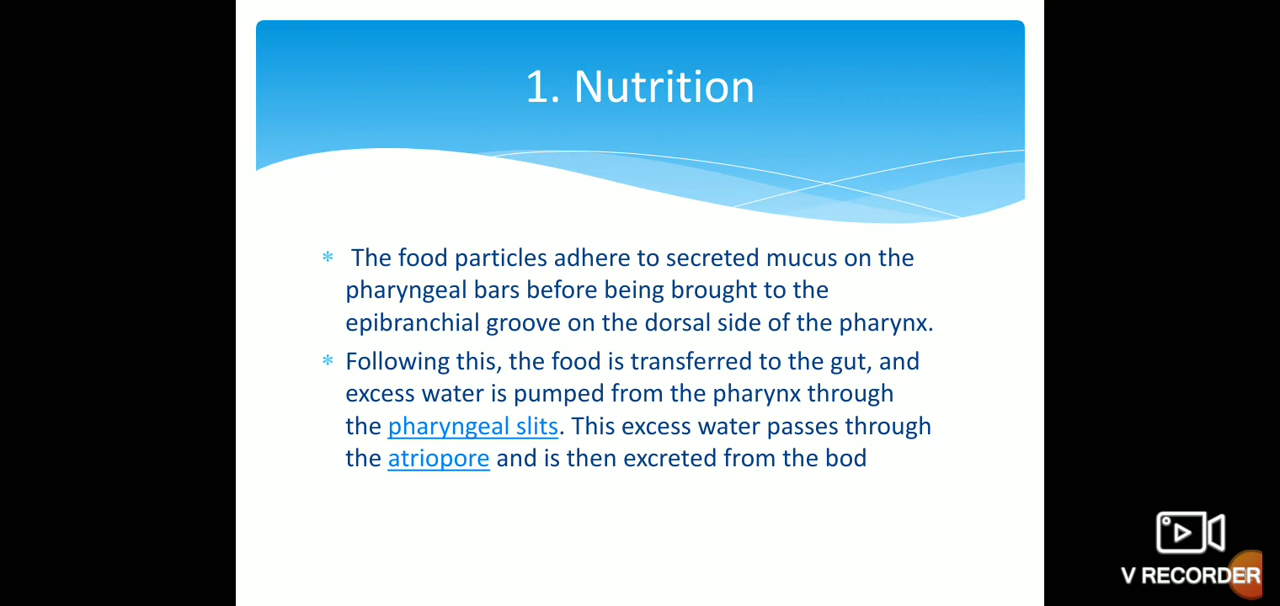 1. Nutrition
* The food particles adhere to secreted mucus on the
pharyngeal bars before being brought to the
epibranchial groove on the dorsal side of the pharynx.
* Following this, the food is transferred to the gut, and
excess water is pumped from the pharynx through
the pharyngeal slits. This excess water passes through
the atriopore and is then excreted from the bod
V RECORDER